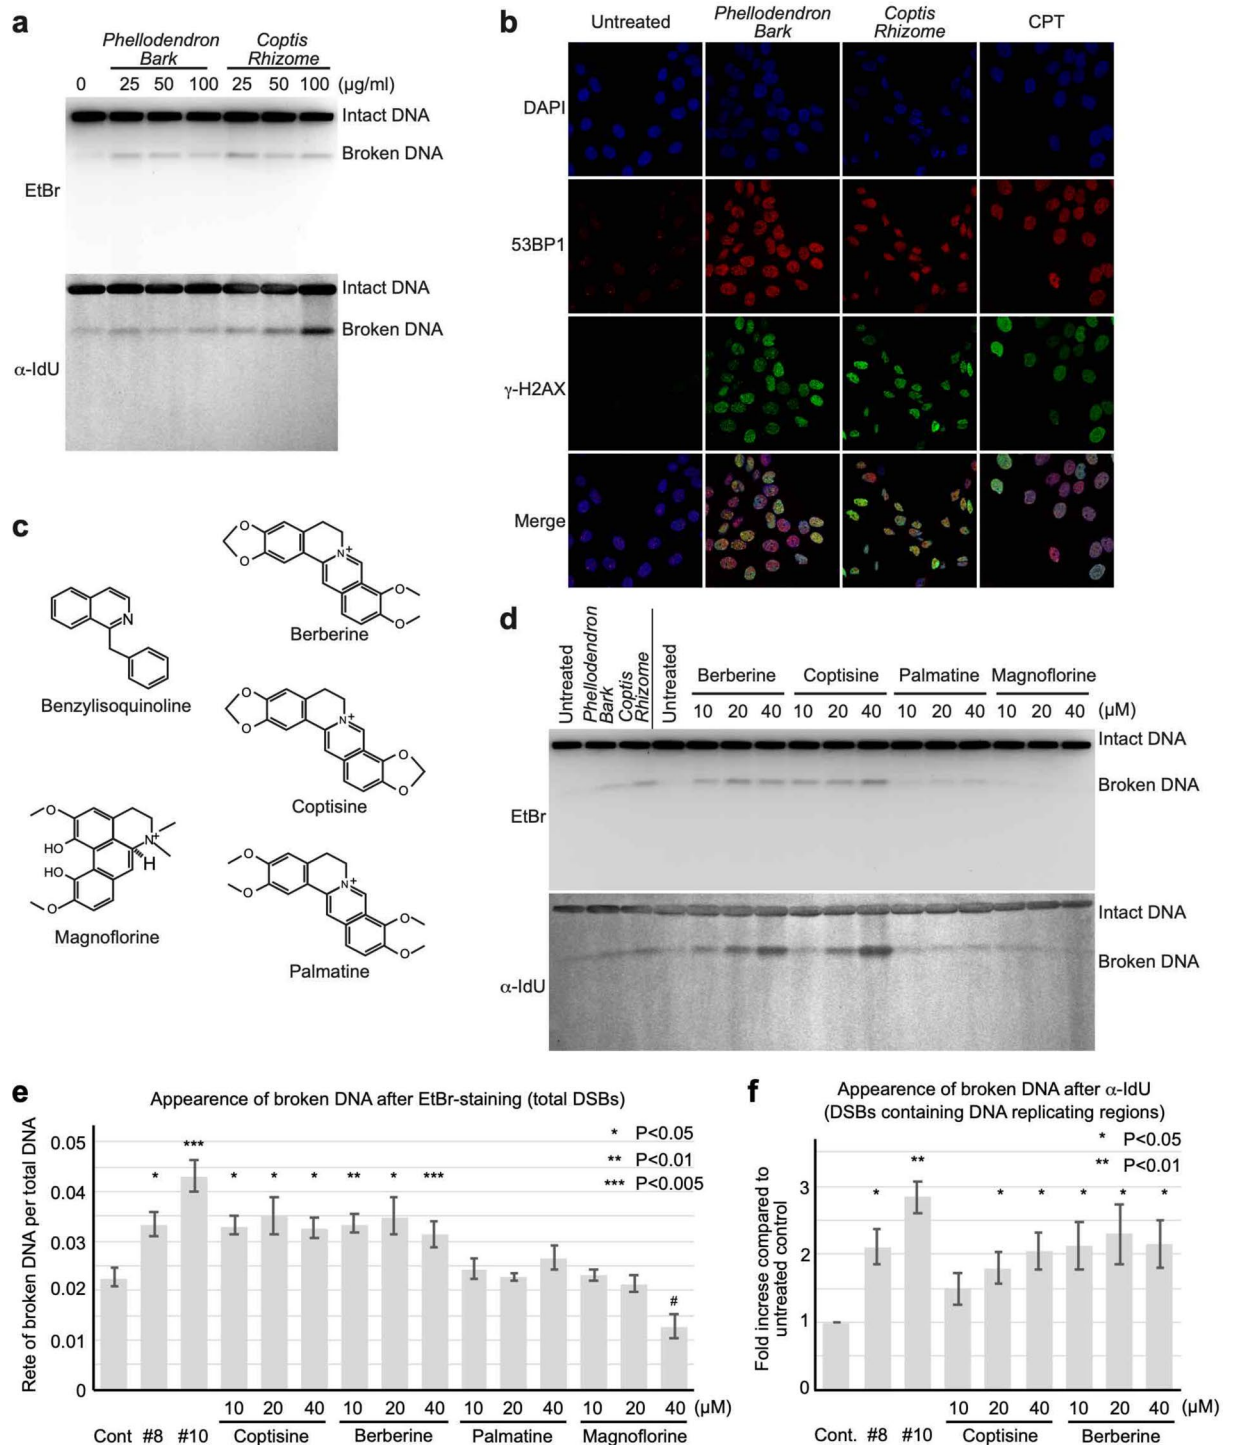 a
Phellodendron
Bark
Coptis
Rhizome
0 25 50 100 25 50 100 (μg/ml)
Intact DNA
Broken DNA
EtBr
Intact DNA
Broken DNA
α-IdU
b
Untreated
Phellodendron
Bark
Coptis
Rhizome
CPT
DAPI
53BP1
γ-H2AX
Merge
c
O
O
N+
O
O
Berberine
N
Benzylisoquinoline
O
O
N+
O
O
Coptisine
O
HO
HO
O
N+
H
Magnoflorine
O
O
N+
O
O
Palmatine
d
Untreated
Phellodendron
Bark
Coptis
Rhizome
Untreated
Berberine Coptisine Palmatine Magnoflorine
10 20 40 10 20 40 10 20 40 10 20 40 (μM)
Intact DNA
Broken DNA
EtBr
Intact DNA
Broken DNA
α-IdU
e
Appearence of broken DNA after EtBr-staining (total DSBs)
* P<0.05
** P<0.01
*** P<0.005
Rete of broken DNA per total DNA
0.05
0.04
0.03
0.02
0.01
0
* *** * * * ** * *** #
10 20 40 10 20 40 10 20 40 10 20 40 (μM)
Cont #8 #10 Coptisine Berberine Palmatine Magnoflorine
f
Appearence of broken DNA after α-IdU
(DSBs containing DNA replicating regions)
* P<0.05
** P<0.01
Fold increse compared to
untreated control
3
2
1
0
* ** * * * * *
10 20 40 10 20 40 (μM)
Cont. #8 #10 Coptisine Berberine